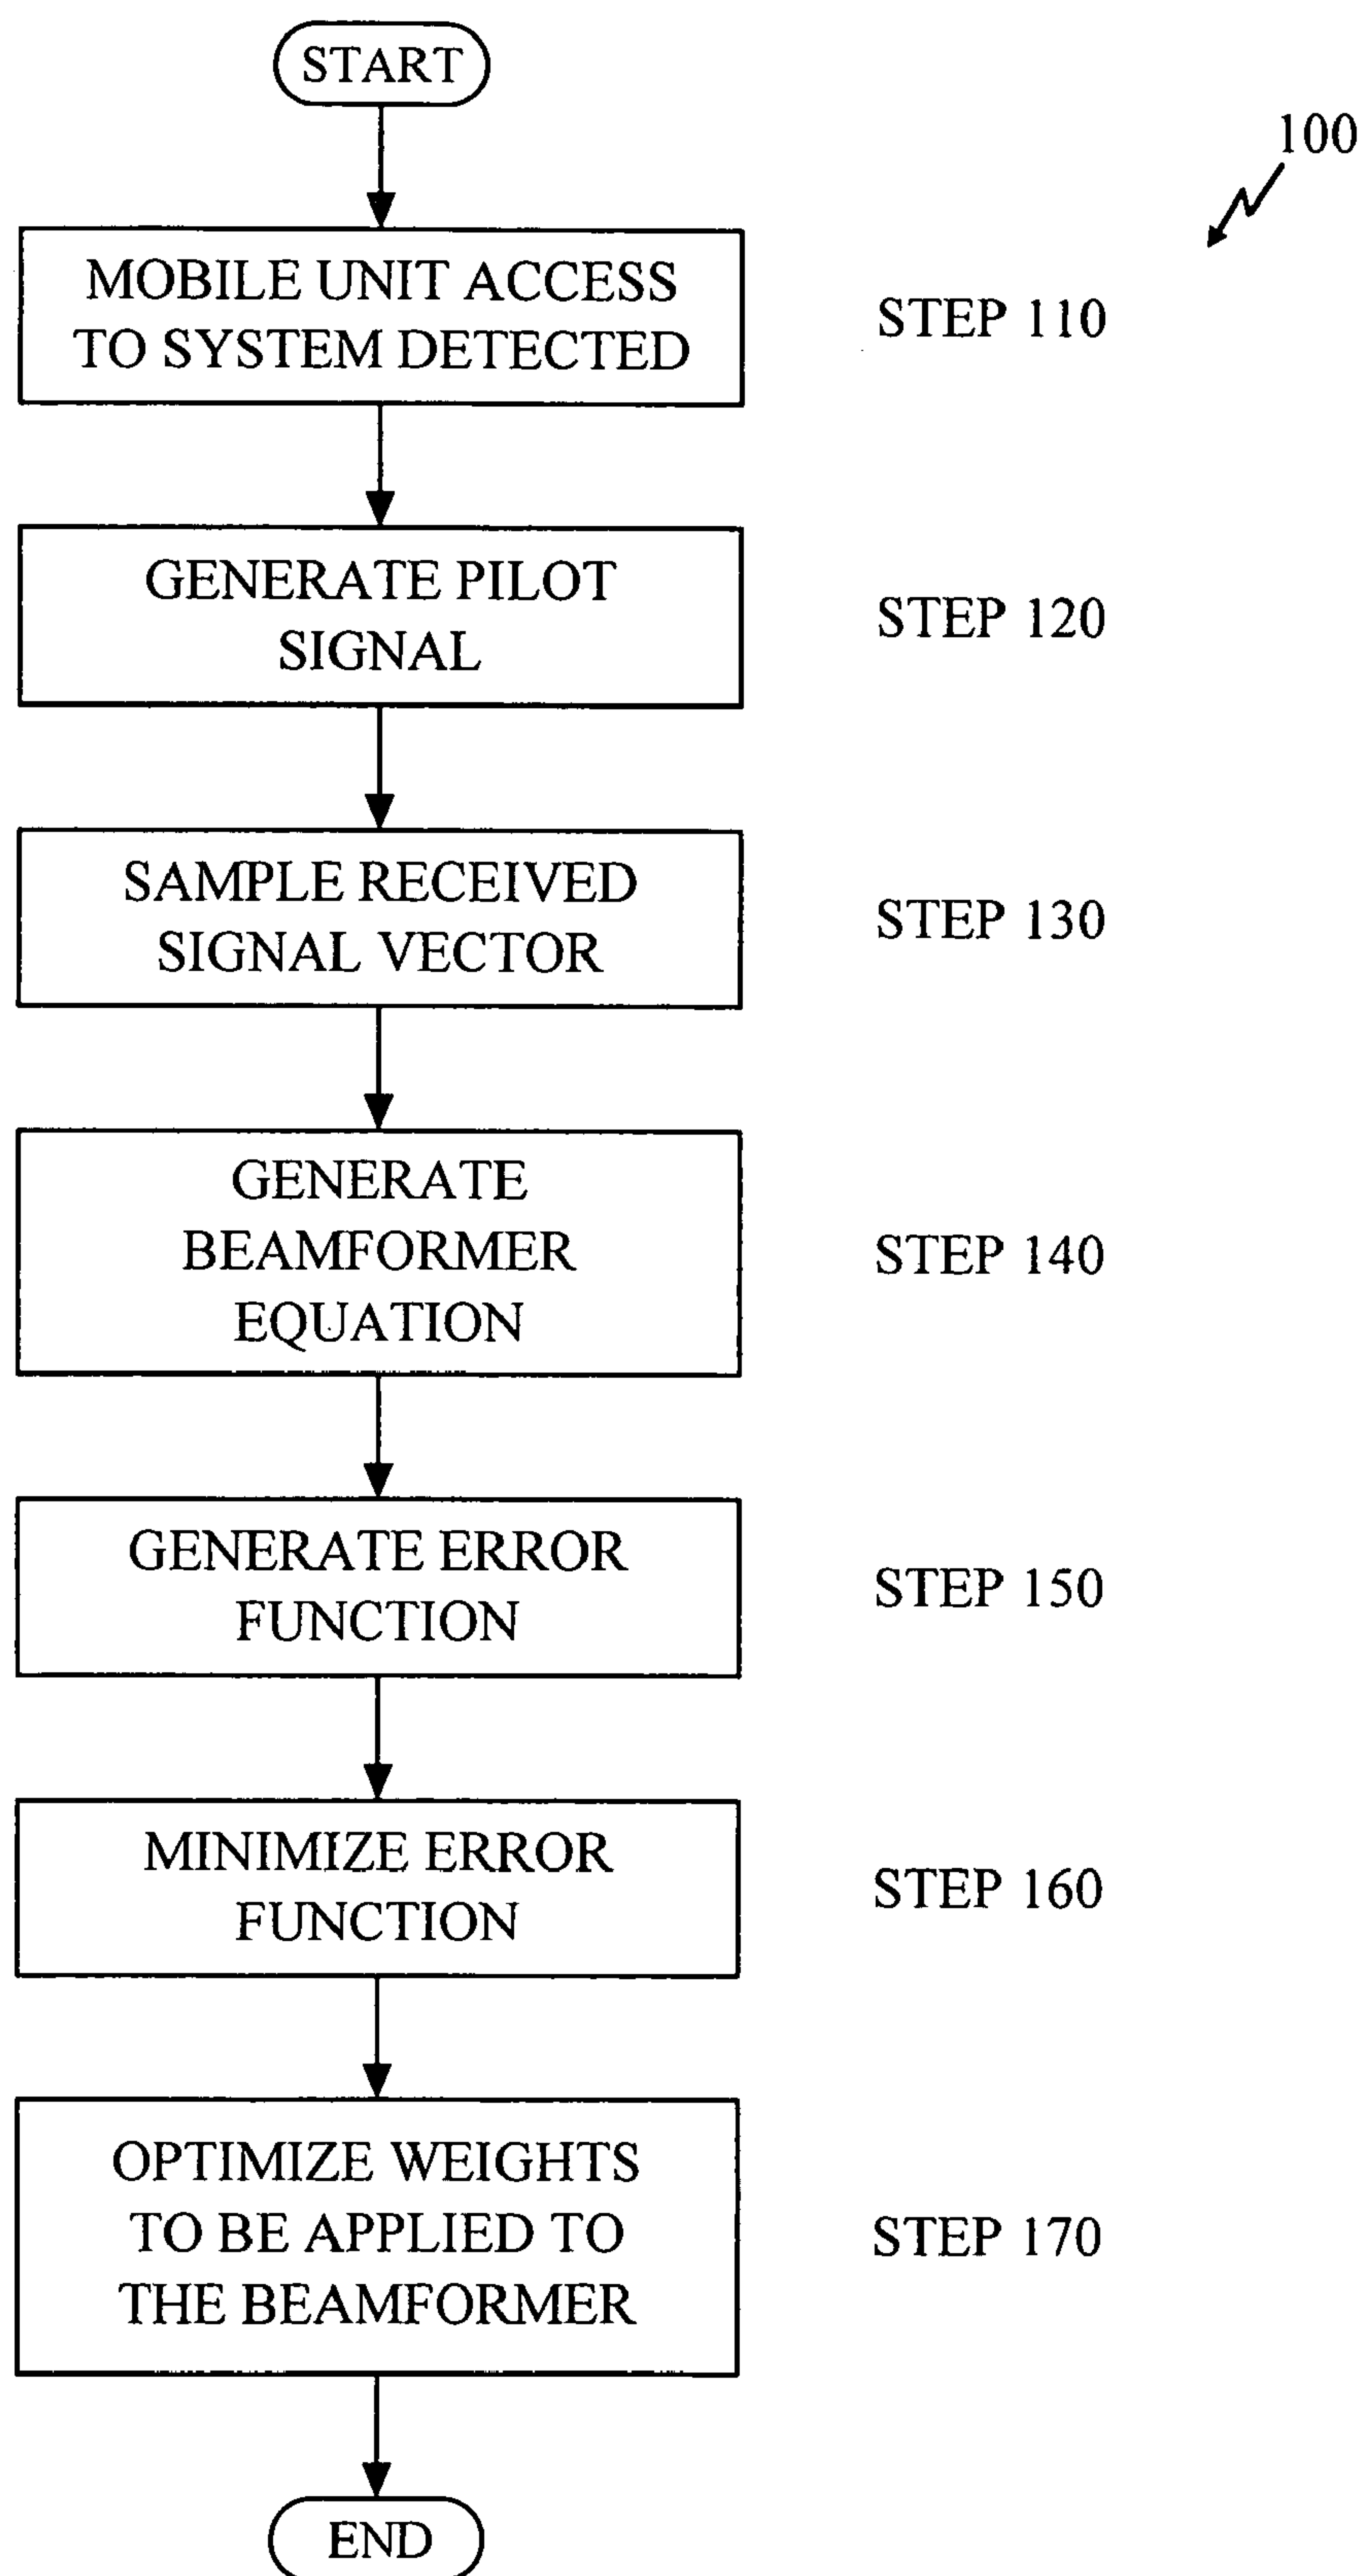 START
100
MOBILE UNIT ACCESS
TO SYSTEM DETECTED
STEP 110
GENERATE PILOT
SIGNAL
STEP 120
SAMPLE RECEIVED
SIGNAL VECTOR
STEP 130
GENERATE
BEAMFORMER
EQUATION
STEP 140
GENERATE ERROR
FUNCTION
STEP 150
MINIMIZE ERROR
FUNCTION
STEP 160
OPTIMIZE WEIGHTS
TO BE APPLIED TO
THE BEAMFORMER
STEP 170
END